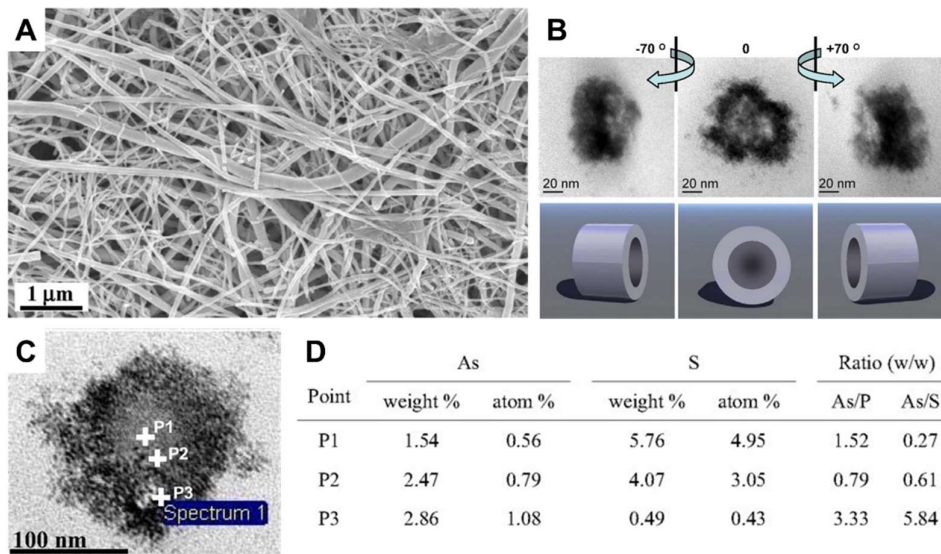 A
1 μm
B
-70 °
0
+70 °
20 nm
20 nm
20 nm
C
P1
P2
P3
Spectrum 1
100 nm
D
As S Ratio (w/w)
Point weight % atom % weight % atom % As/P As/S
P1 1.54 0.56 5.76 4.95 1.52 0.27
P2 2.47 0.79 4.07 3.05 0.79 0.61
P3 2.86 1.08 0.49 0.43 3.33 5.84